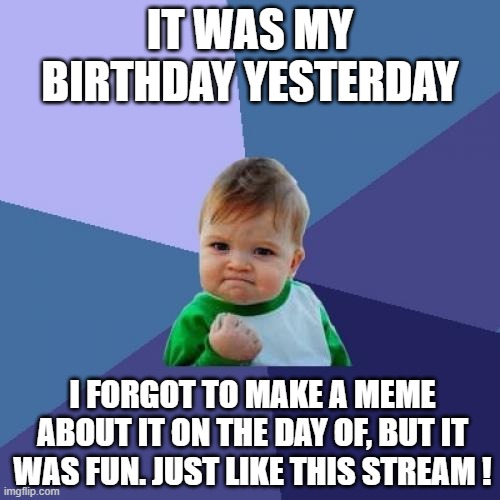 IT WAS MY
BIRTHDAY YESTERDAY
I FORGOT TO MAKE A MEME
ABOUT IT ON THE DAY OF, BUT IT
WAS FUN. JUST LIKE THIS STREAM !
imgflip.com